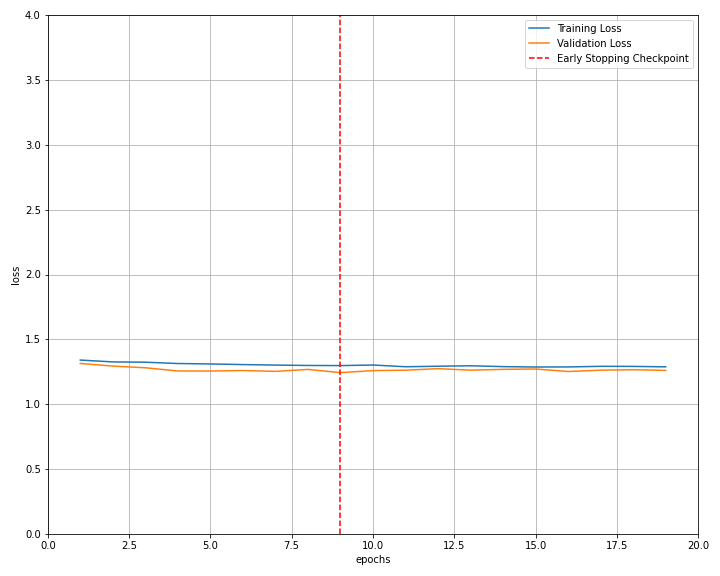 4.0
3.5
3.0
2.5
2.0
1.5
1.0
0.5
0.0
loss
Training Loss
Validation Loss
Early Stopping Checkpoint
0.0 2.5 5.0 7.5 10.0 12.5 15.0 17.5 20.0
epochs